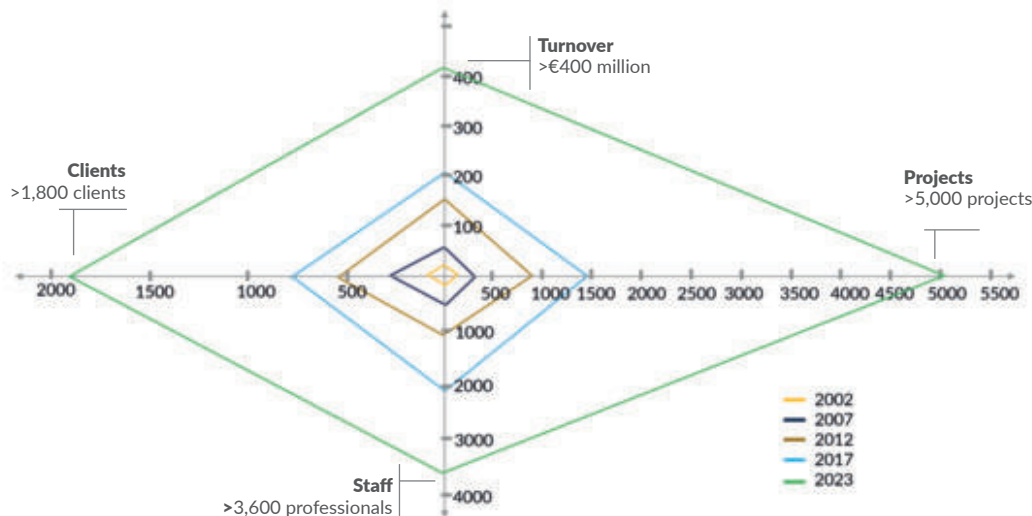 Turnover
>€400 million
400
300
Clients
>1,800 clients
200
Projects
>5,000 projects
100
2000 1500 1000 500 500 1000 1500 2000 2500 3000 3500 4000 4500 5000 5500
1000
2000
2002
2007
3000
2012
2017
2023
Staff
>3,600 professionals
4000